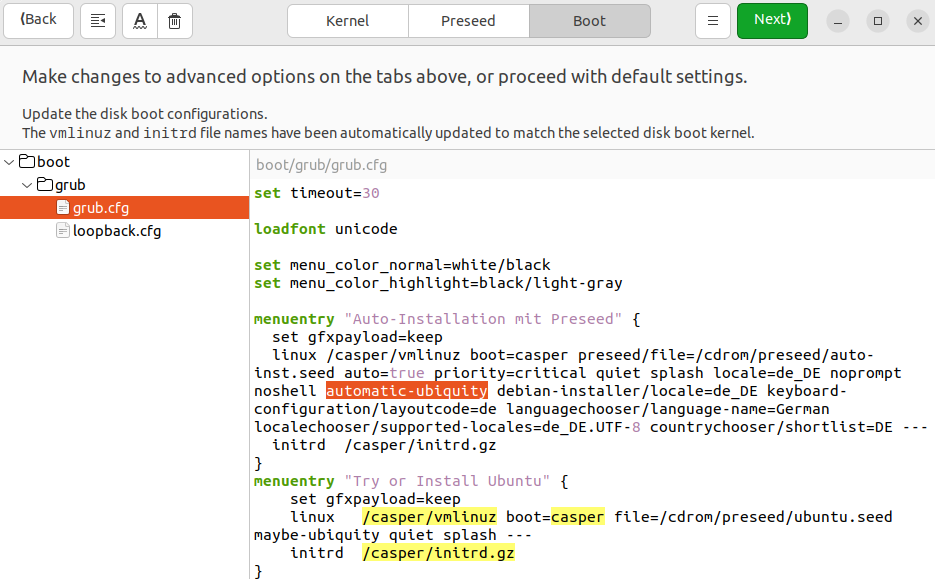 ⟨Back
A
Kernel
Preseed
Boot
Next⟩
Make changes to advanced options on the tabs above, or proceed with default settings.
Update the disk boot configurations.
The vmlinuz and initrd file names have been automatically updated to match the selected disk boot kernel.
boot
grub
grub.cfg
loopback.cfg
boot/grub/grub.cfg
set timeout=30
loadfont unicode
set menu_color_normal=white/black
set menu_color_highlight=black/light-gray
menuentry "Auto-Installation mit Preseed" {
set gfxpayload=keep
linux /casper/vmlinuz boot=casper preseed/file=/cdrom/preseed/auto-
inst.seed auto=true priority=critical quiet splash locale=de_DE noprompt
noshell automatic-ubiquity debian-installer/locale=de_DE keyboard-
configuration/layoutcode=de languagechooser/language-name=German
localechooser/supported-locales=de_DE.UTF-8 countrychooser/shortlist=DE ---
initrd /casper/initrd.gz
}
menuentry "Try or Install Ubuntu" {
set gfxpayload=keep
linux /casper/vmlinuz boot=casper file=/cdrom/preseed/ubuntu.seed
maybe-ubiquity quiet splash ---
initrd /casper/initrd.gz
}